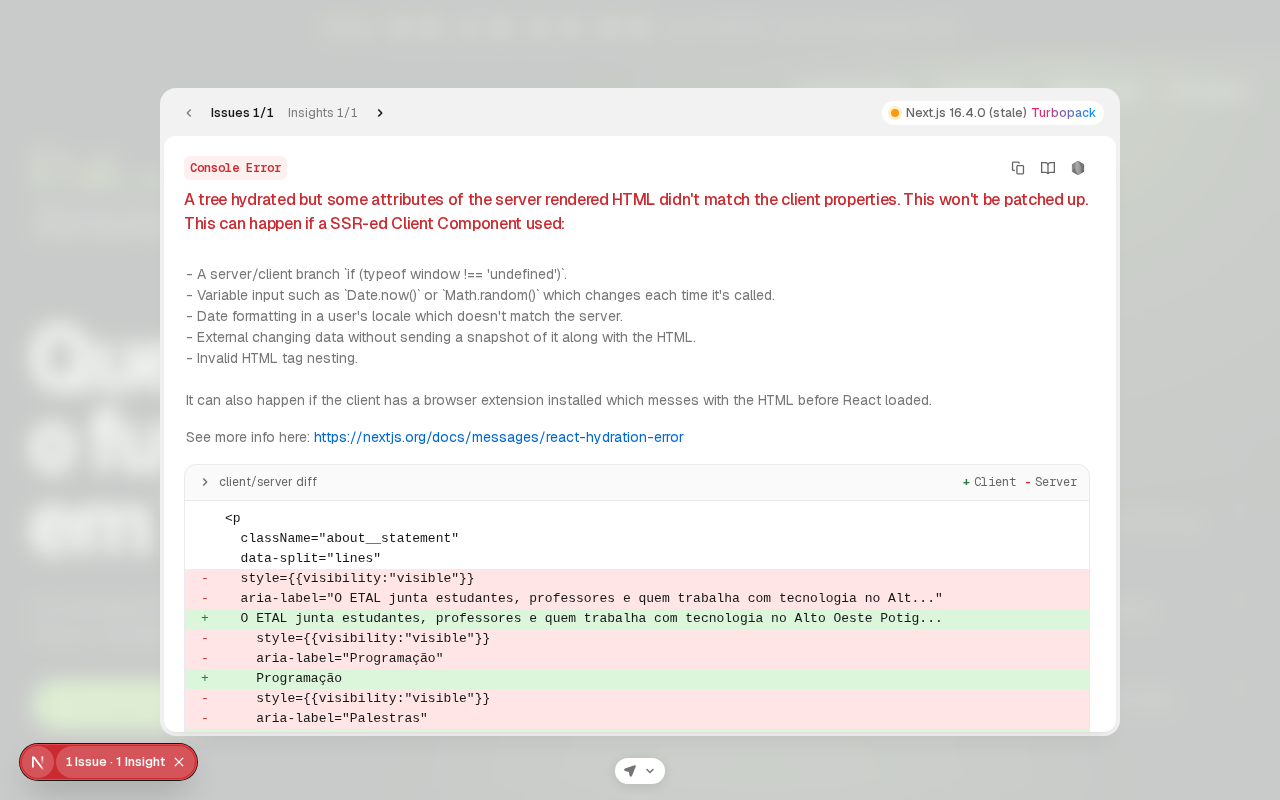 Issues 1/1 Insights 1/1 Next.js 16.4.0 (stale) Turbopack
Console Error
A tree hydrated but some attributes of the server rendered HTML didn't match the client properties. This won't be patched up.
This can happen if a SSR-ed Client Component used:
- A server/client branch `if (typeof window !== 'undefined')`.
- Variable input such as `Date.now()` or `Math.random()` which changes each time it's called.
- Date formatting in a user's locale which doesn't match the server.
- External changing data without sending a snapshot of it along with the HTML.
- Invalid HTML tag nesting.
It can also happen if the client has a browser extension installed which messes with the HTML before React loaded.
See more info here: https://nextjs.org/docs/messages/react-hydration-error
client/server diff + Client - Server
<p
className="about__statement"
data-split="lines"
- style={{visibility:"visible"}}
- aria-label="O ETAL junta estudantes, professores e quem trabalha com tecnologia no Alt..."
+ O ETAL junta estudantes, professores e quem trabalha com tecnologia no Alto Oeste Potig...
- style={{visibility:"visible"}}
- aria-label="Programação"
+ Programação
- style={{visibility:"visible"}}
- aria-label="Palestras"
1 Issue · 1 Insight